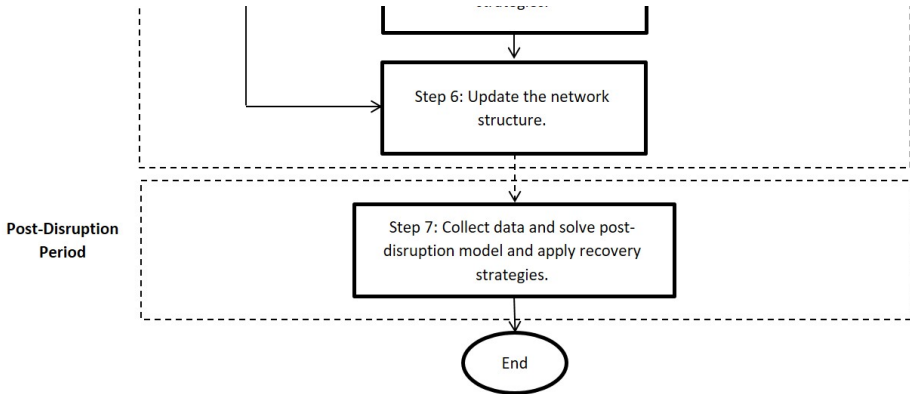 strategies.
Step 6: Update the network
structure.
Post-Disruption
Period
Step 7: Collect data and solve post-
disruption model and apply recovery
strategies.
End